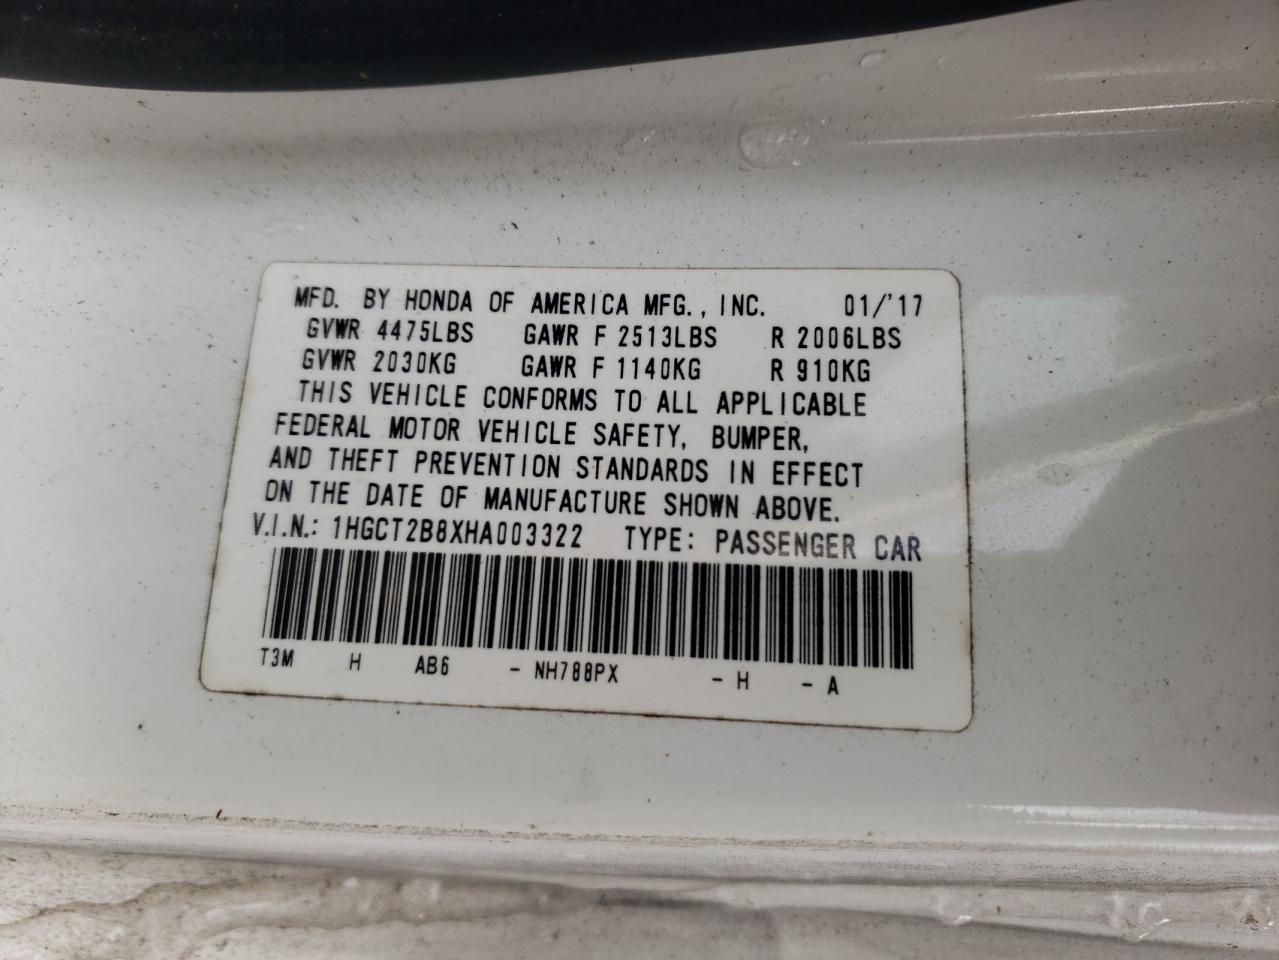 MFD. BY HONDA OF AMERICA MFG., INC. 01/'17
GVWR 4475LBS GAWR F 2513LBS R 2006LBS
GVWR 2030KG GAWR F 1140KG R 910KG
THIS VEHICLE CONFORMS TO ALL APPLICABLE
FEDERAL MOTOR VEHICLE SAFETY, BUMPER,
AND THEFT PREVENTION STANDARDS IN EFFECT
ON THE DATE OF MANUFACTURE SHOWN ABOVE.
V.I.N.: 1HGCT2B8XHA003322 TYPE: PASSENGER CAR
T3M H AB6 - NH788PX - H - A